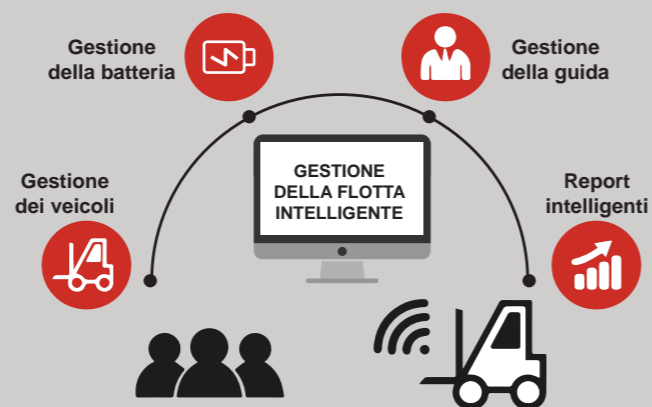 Gestione
della batteria
Gestione
della guida
Gestione
dei veicoli
GESTIONE
DELLA FLOTTA
INTELLIGENTE
Report
intelligenti